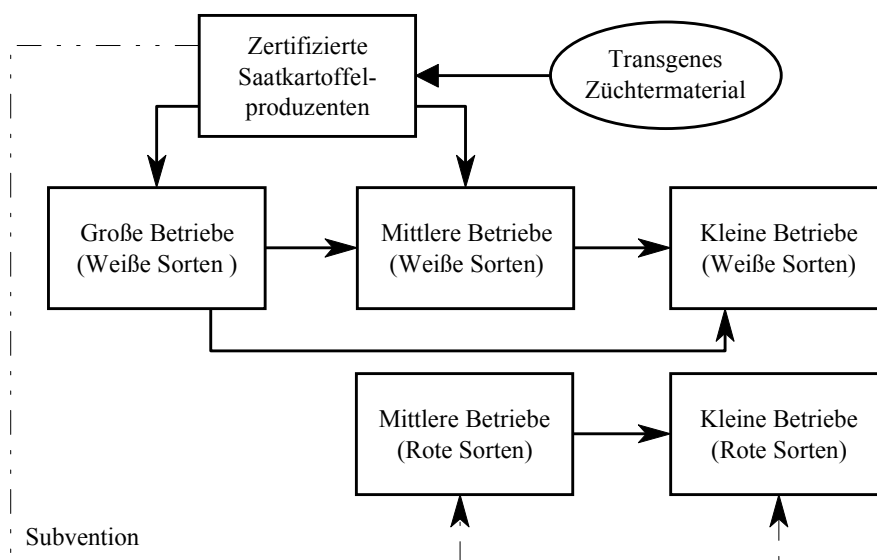 Zertifizierte
Saatkartoffel-
produzenten
Transgenes
Züchtermaterial
Große Betriebe
(Weiße Sorten )
Mittlere Betriebe
(Weiße Sorten)
Kleine Betriebe
(Weiße Sorten)
Mittlere Betriebe
(Rote Sorten)
Kleine Betriebe
(Rote Sorten)
Subvention